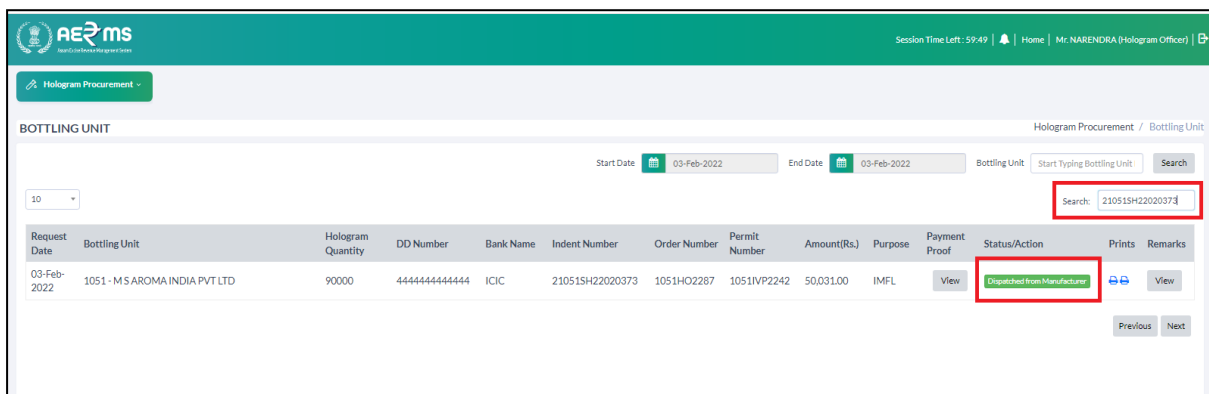 AERMS
Session Time Left : 59:49 | Home | Mr. NARENDRA (Hologram Officer) |
Hologram Procurement
BOTTLING UNIT
Hologram Procurement / Bottling Unit
Start Date 03-Feb-2022 End Date 03-Feb-2022 Bottling Unit Start Typing Bottling Unit Search
10
Search: 21051SH22020373
Request Date Bottling Unit Hologram Quantity DD Number Bank Name Indent Number Order Number Permit Number Amount(Rs.) Purpose Payment Proof Status/Action Prints Remarks
03-Feb-2022 1051 - M S AROMA INDIA PVT LTD 90000 4444444444444 ICIC 21051SH22020373 1051HO2287 1051IVP2242 50,031.00 IMFL View Dispatched from Manufacturer View
Previous Next